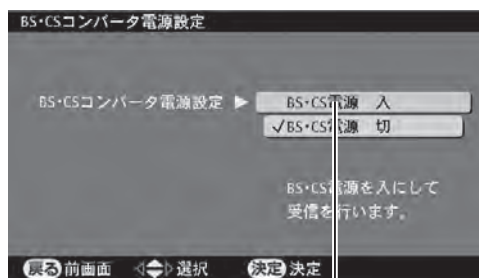 BS・CSコンバータ電源設定
BS・CSコンバータ電源設定 ▶ BS・CS電源 入
✓BS・CS電源 切
BS・CS電源を入にして
受信を行います。
戻る 前画面 選択 決定 決定